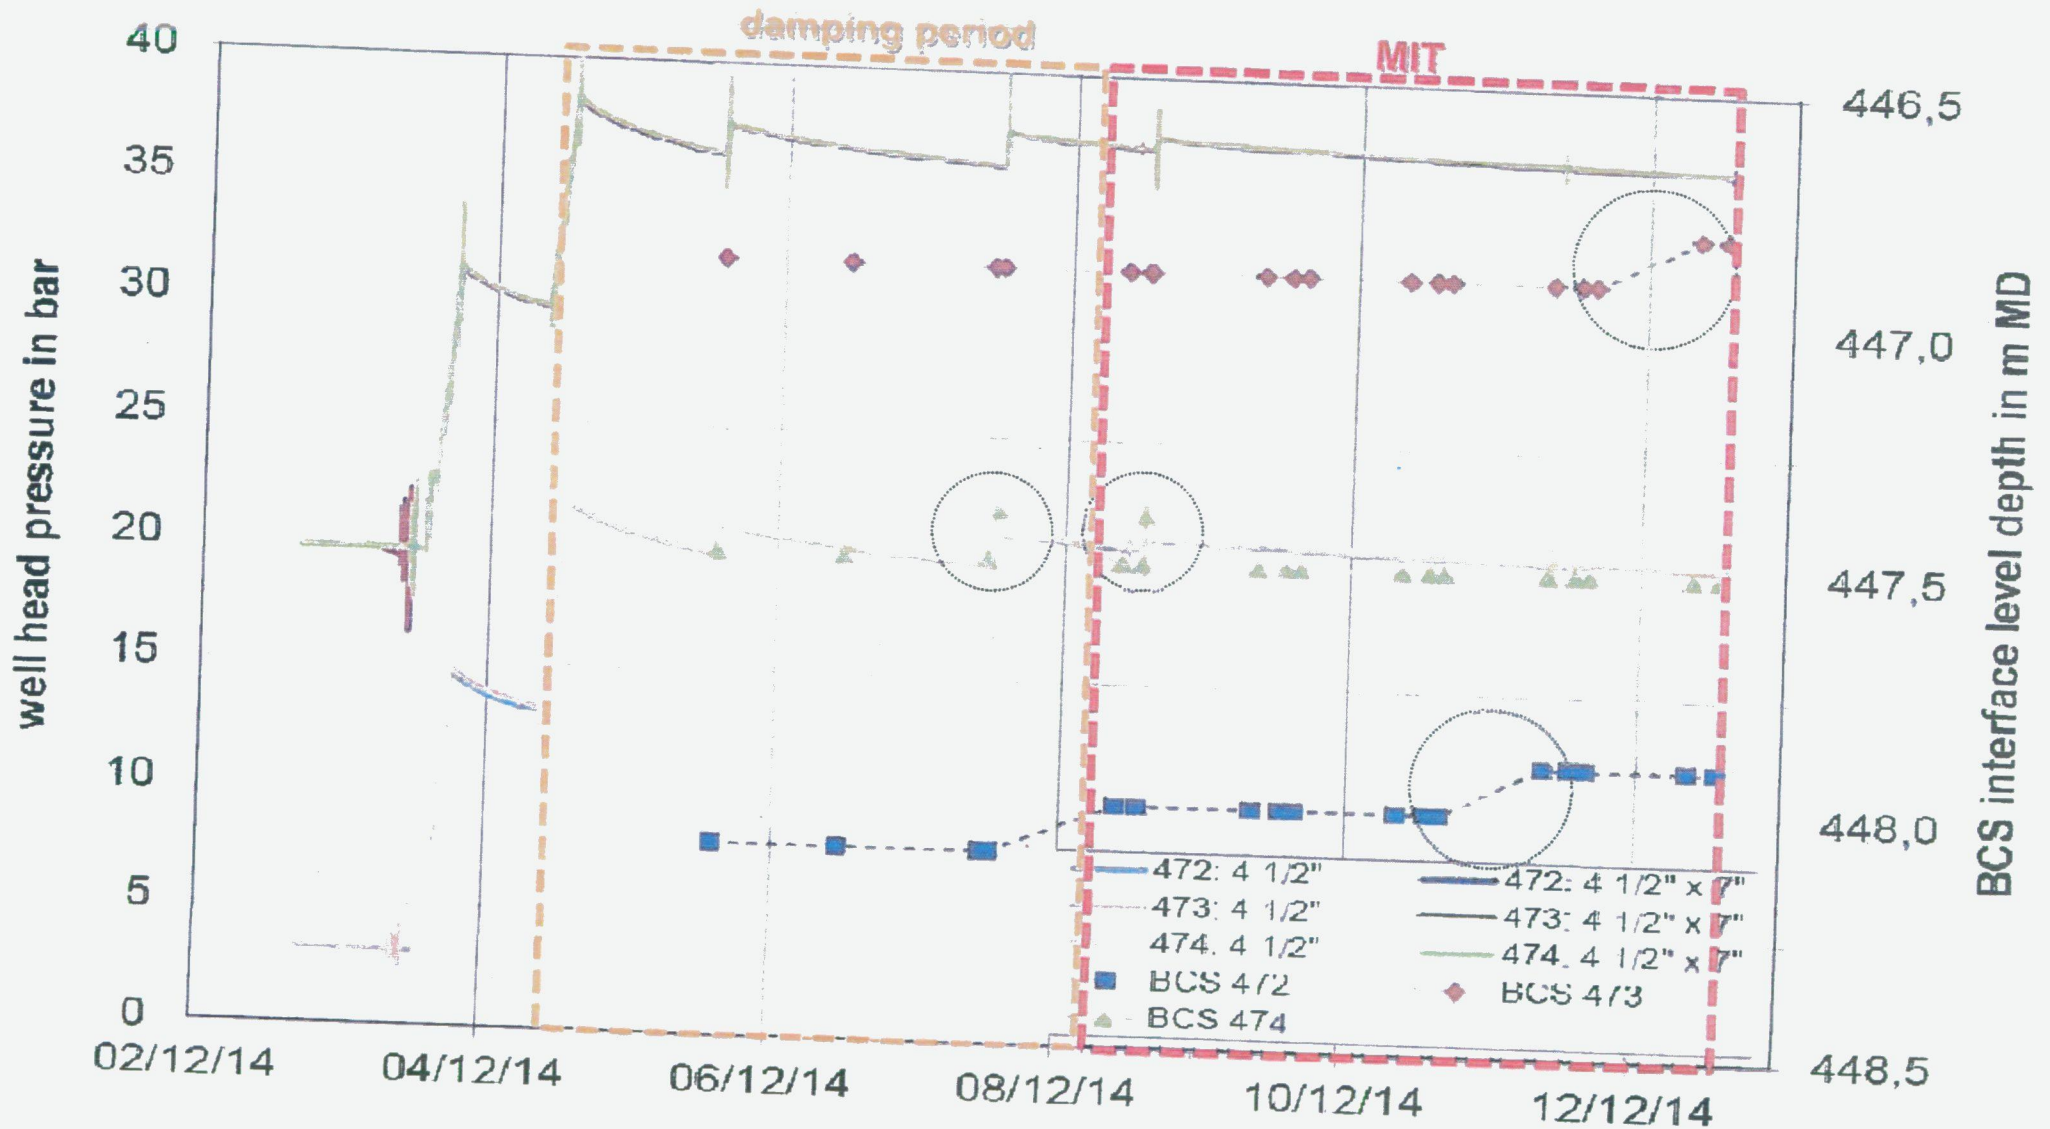 damping period
MIT
well head pressure in bar
40
35
30
25
20
15
10
5
0
446,5
447,0
447,5
448,0
448,5
BCS interface level depth in m MD
472: 4 1/2"
472: 4 1/2" x 7"
473: 4 1/2"
473: 4 1/2" x 7"
474. 4 1/2"
474. 4 1/2" x 7"
BCS 472
BCS 473
BCS 474
02/12/14
04/12/14
06/12/14
08/12/14
10/12/14
12/12/14